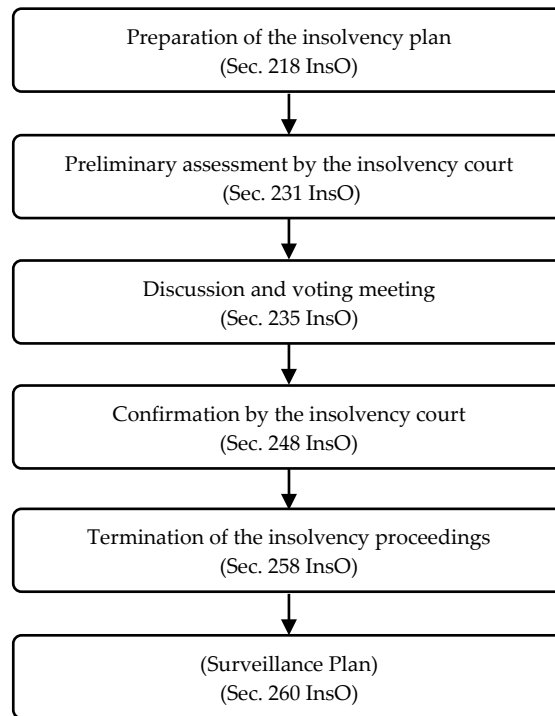 Preparation of the insolvency plan
(Sec. 218 InsO)
Preliminary assessment by the insolvency court
(Sec. 231 InsO)
Discussion and voting meeting
(Sec. 235 InsO)
Confirmation by the insolvency court
(Sec. 248 InsO)
Termination of the insolvency proceedings
(Sec. 258 InsO)
(Surveillance Plan)
(Sec. 260 InsO)